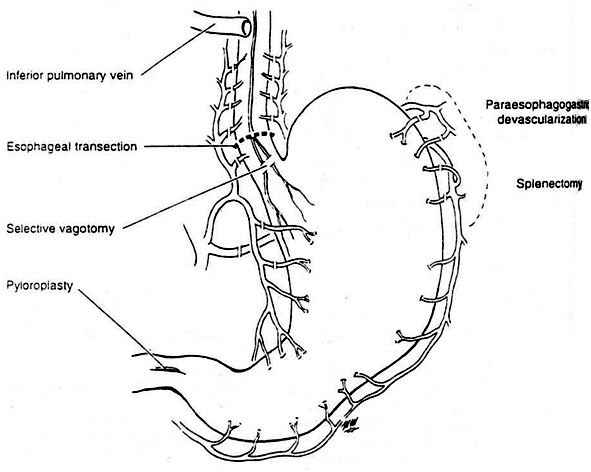 Inferior pulmonary vein
Esophageal transection
Selective vagotomy
Pyloroplasty
Paraesophagogastric
devascularization
Splenectomy